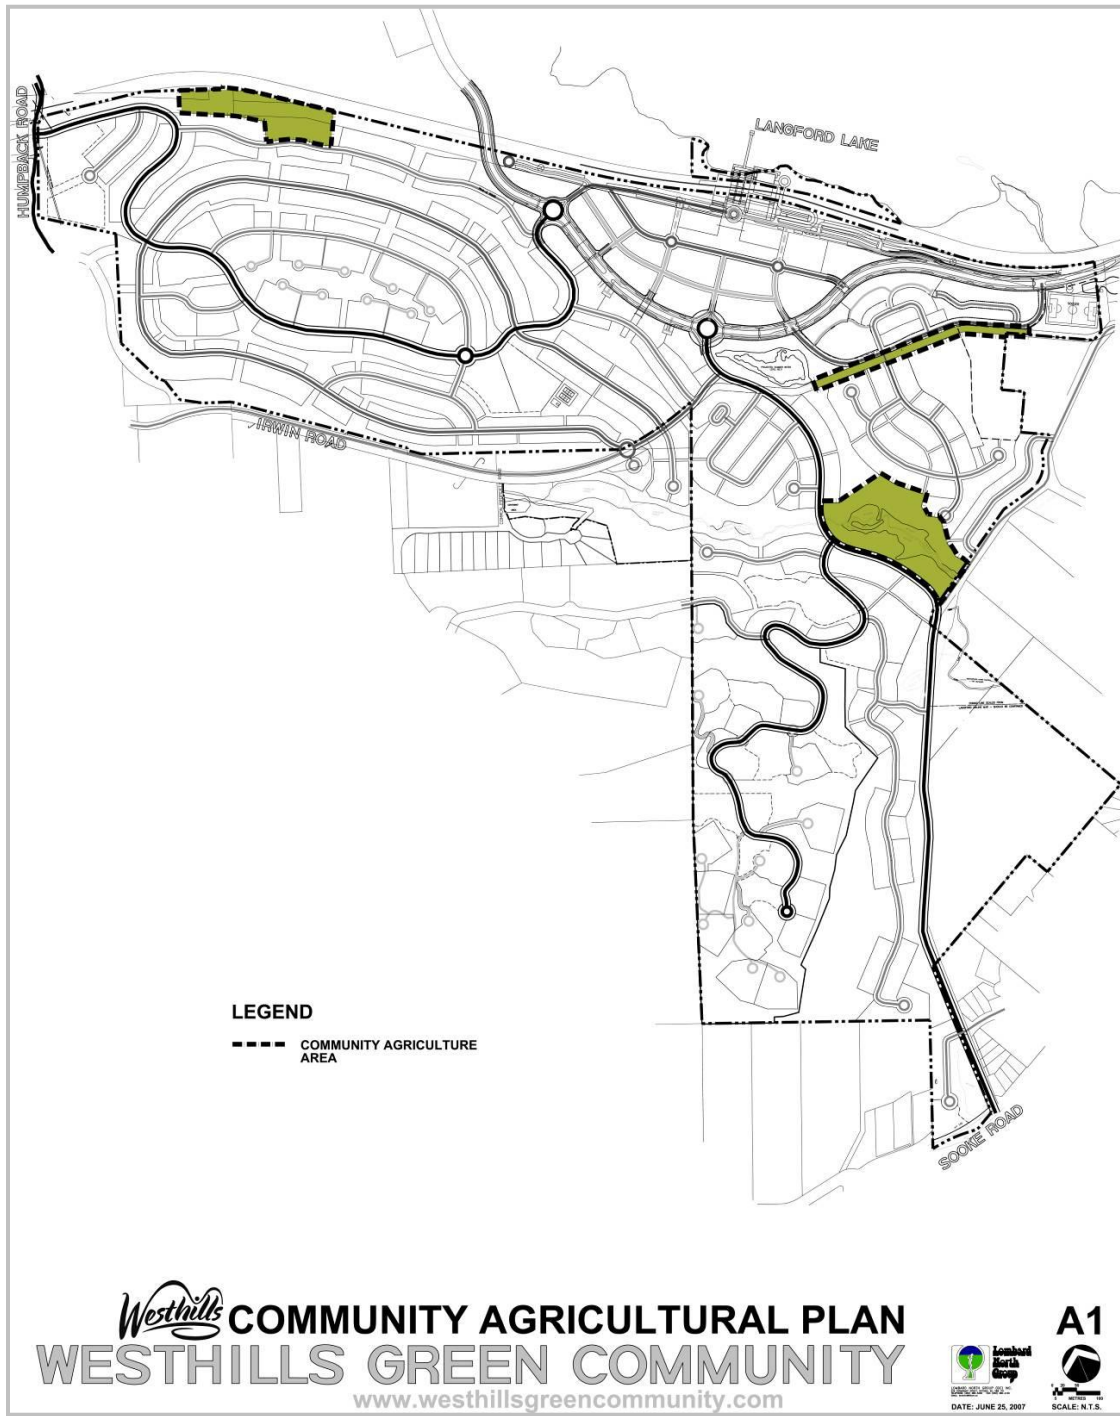 HUMPBACK ROAD
LANGFORD LAKE
IRWIN ROAD
SOOKE ROAD
LEGEND
COMMUNITY AGRICULTURE
AREA
Westhills COMMUNITY AGRICULTURAL PLAN
WESTHILLS GREEN COMMUNITY
www.westhillsgreencommunity.com
A1
Lombard
North
Group
METRES
DATE: JUNE 25, 2007
SCALE: N.T.S.